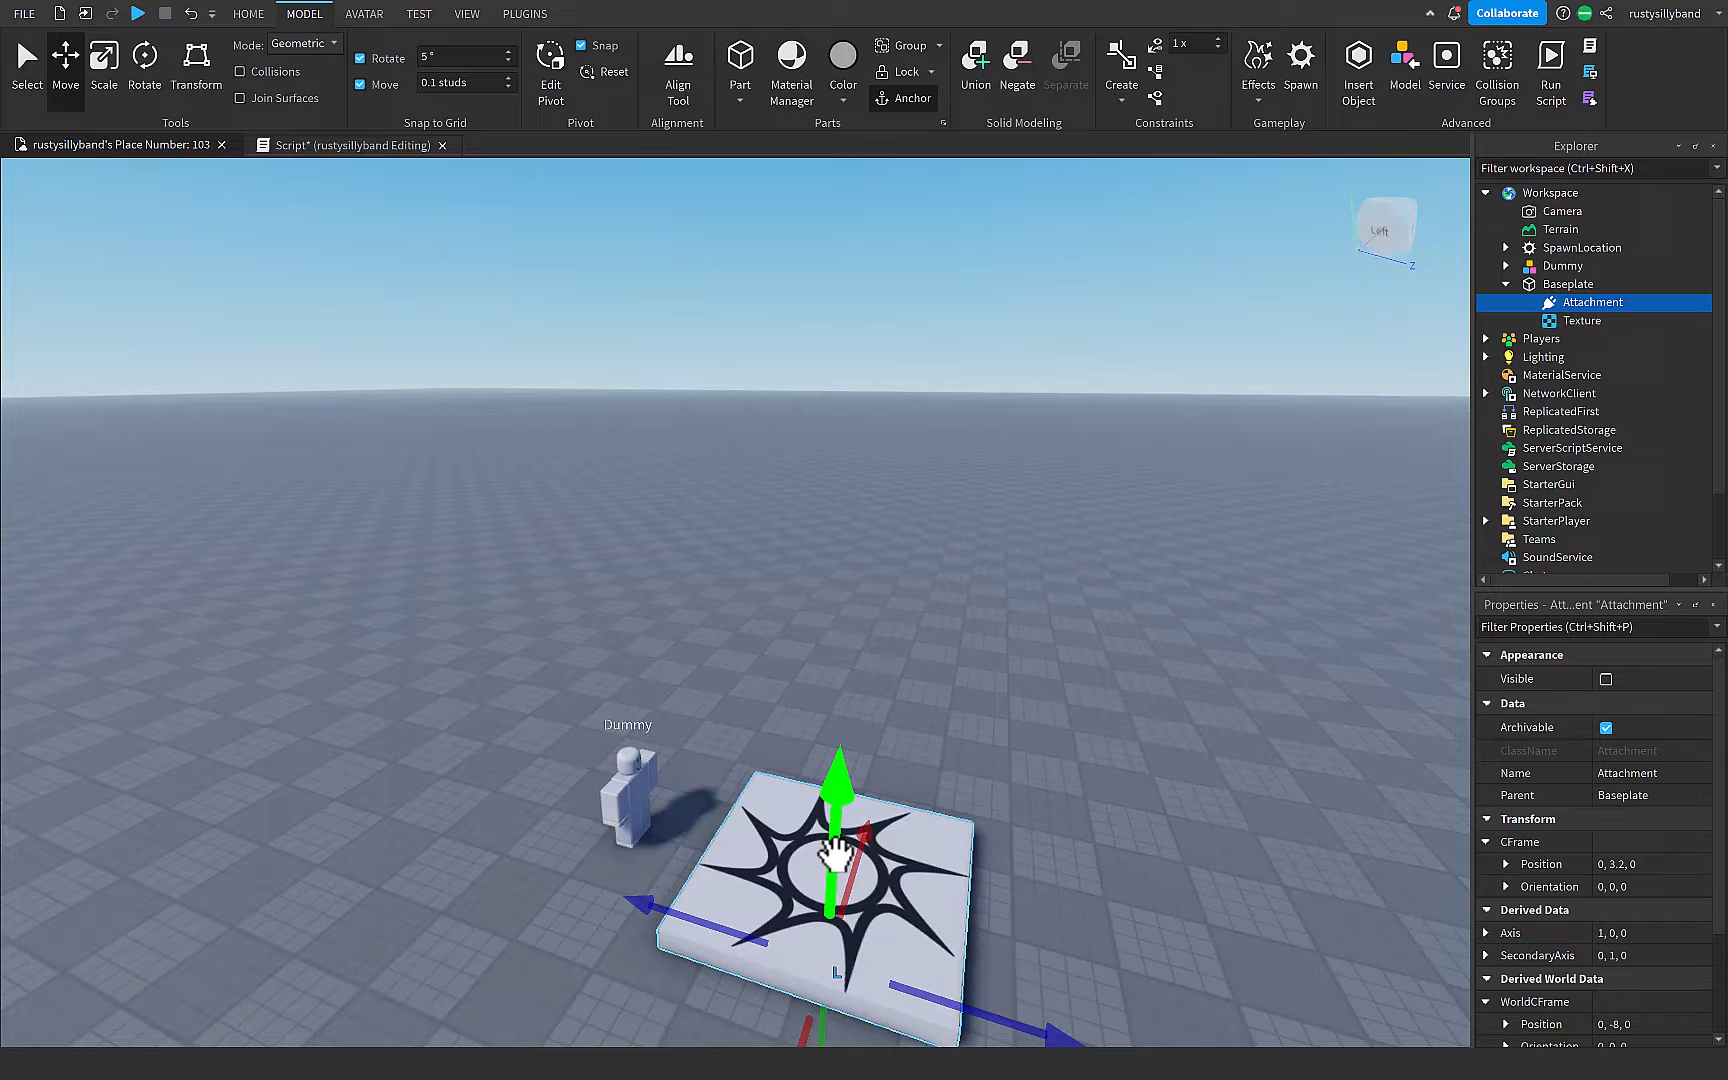 FILE HOME MODEL AVATAR TEST VIEW PLUGINS Collaborate rustysillyband
Select Move Scale Rotate Transform
Mode: Geometric
Collisions
Join Surfaces
Tools
Rotate 5 °
Move 0.1 studs
Snap to Grid
Edit Pivot
Snap
Reset
Pivot
Align Tool
Alignment
Part
Material Manager
Color
Group
Lock
Anchor
Parts
Union Negate Separate
Solid Modeling
Create
1 x
Constraints
Effects Spawn
Gameplay
Insert Object
Model
Service
Collision Groups
Run Script
Advanced
rustysillyband's Place Number: 103
Script* (rustysillyband Editing)
Left
Z
Dummy
L
Explorer
Filter workspace (Ctrl+Shift+X)
Workspace
Camera
Terrain
SpawnLocation
Dummy
Baseplate
Attachment
Texture
Players
Lighting
MaterialService
NetworkClient
ReplicatedFirst
ReplicatedStorage
ServerScriptService
ServerStorage
StarterGui
StarterPack
StarterPlayer
Teams
SoundService
Properties - Att...ent "Attachment"
Filter Properties (Ctrl+Shift+P)
Appearance
Visible
Data
Archivable
ClassName Attachment
Name Attachment
Parent Baseplate
Transform
CFrame
Position 0, 3.2, 0
Orientation 0, 0, 0
Derived Data
Axis 1, 0, 0
SecondaryAxis 0, 1, 0
Derived World Data
WorldCFrame
Position 0, -8, 0
Orientation 0, 0, 0